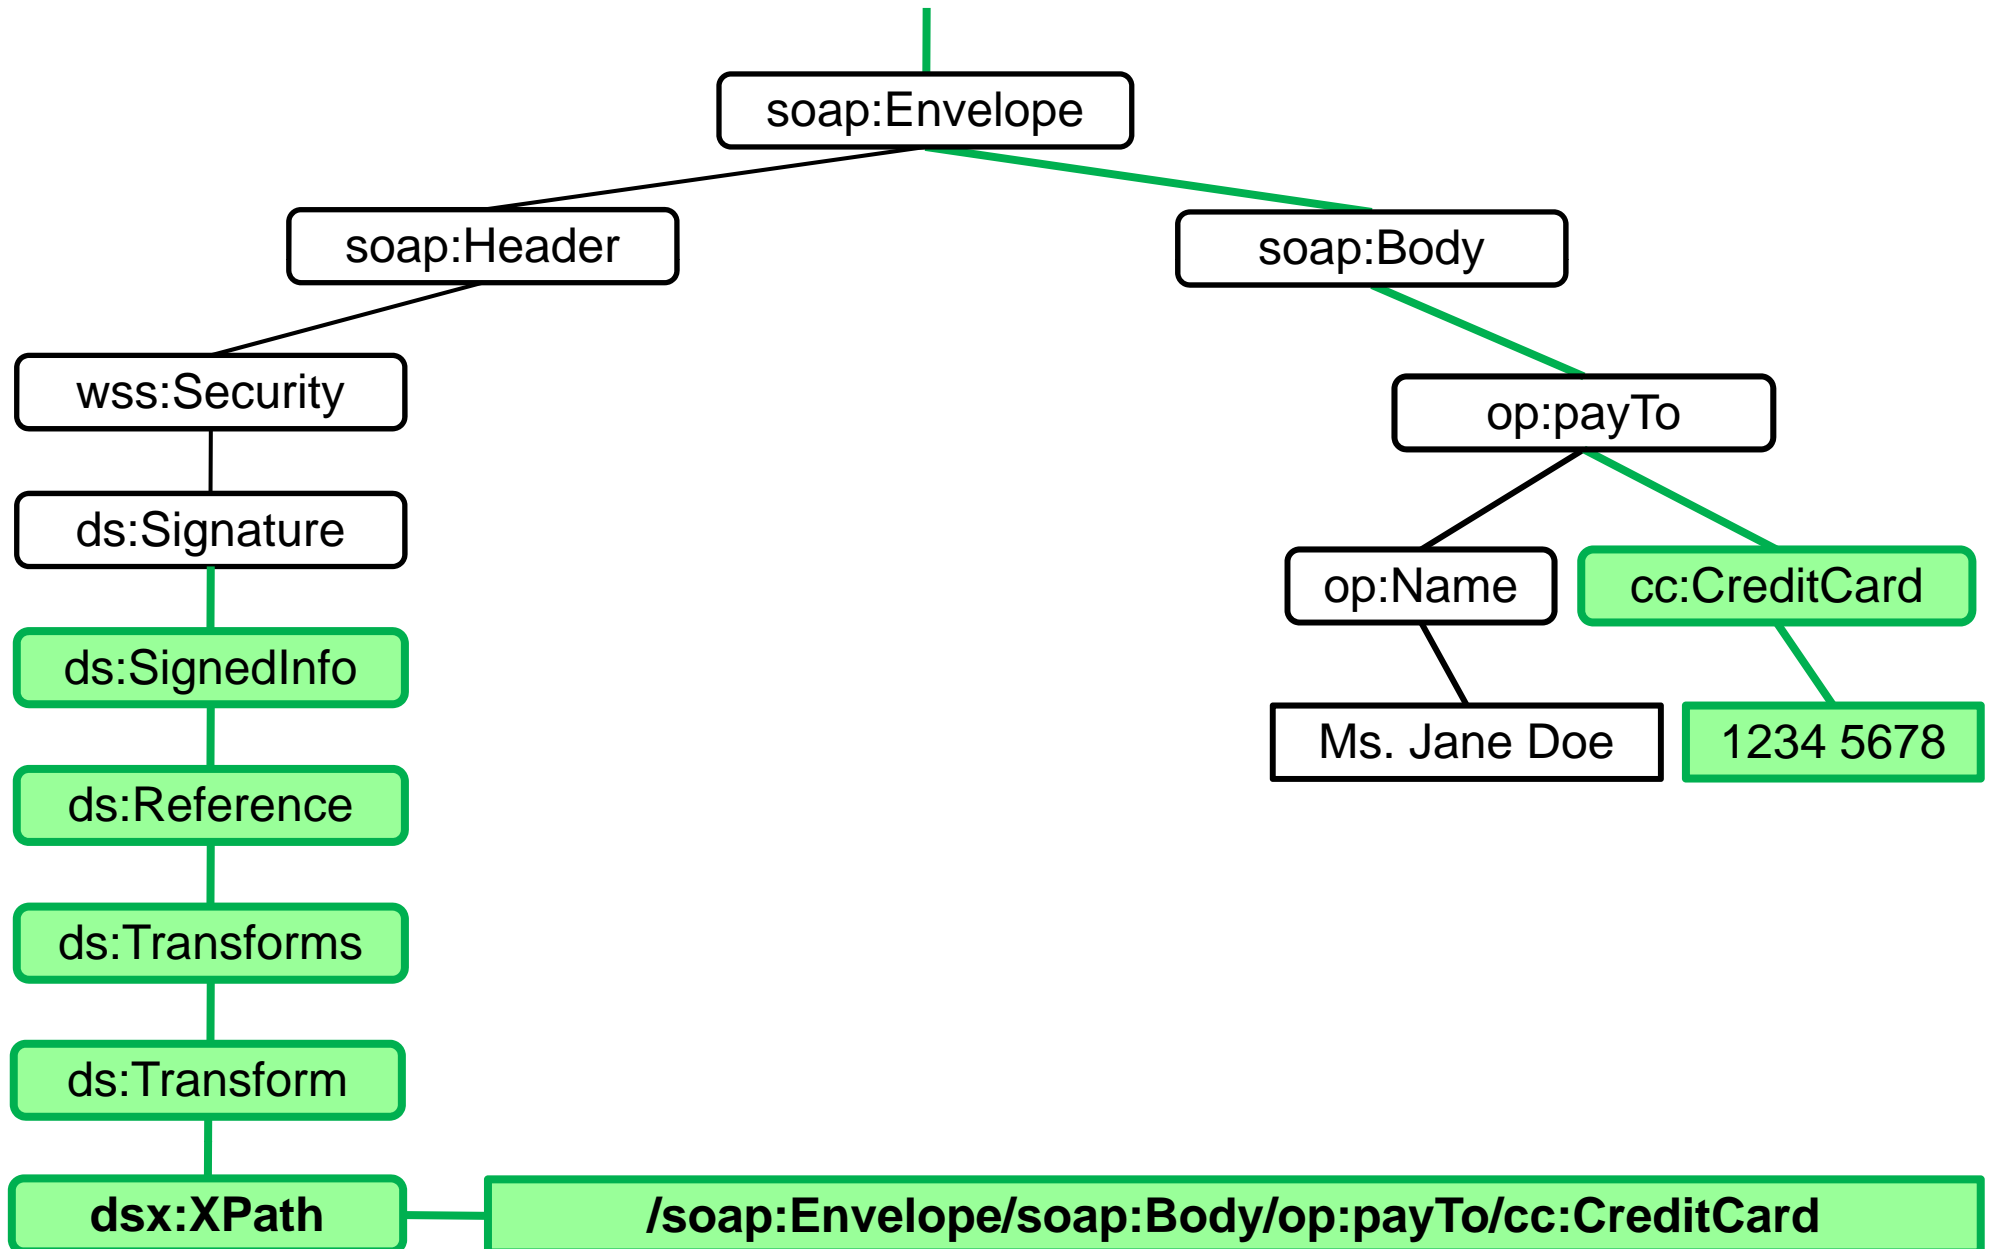 soap:Envelope
soap:Header
soap:Body
wss:Security
op:payTo
ds:Signature
op:Name
cc:CreditCard
ds:SignedInfo
Ms. Jane Doe
1234 5678
ds:Reference
ds:Transforms
ds:Transform
dsx:XPath
/soap:Envelope/soap:Body/op:payTo/cc:CreditCard